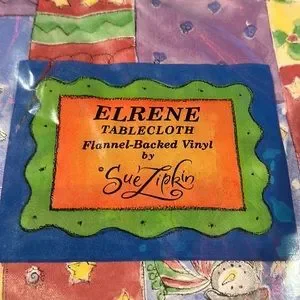 ELRENE
TABLECLOTH
Flannel-Backed Vinyl
by
Sue Zipkin